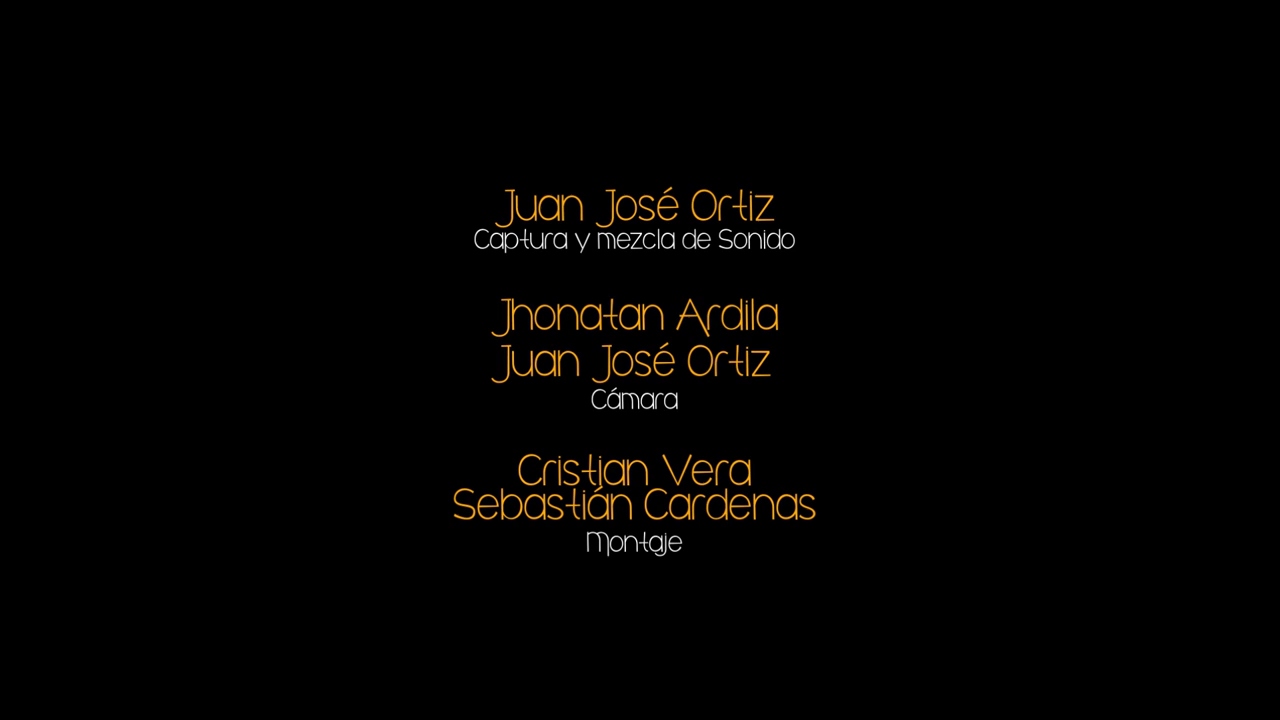 Juan José Ortiz
Captura y mezcla de Sonido
Jhonatan Ardila
Juan José Ortiz
Cámara
Cristian Vera
Sebastián Cardenas
Montaje